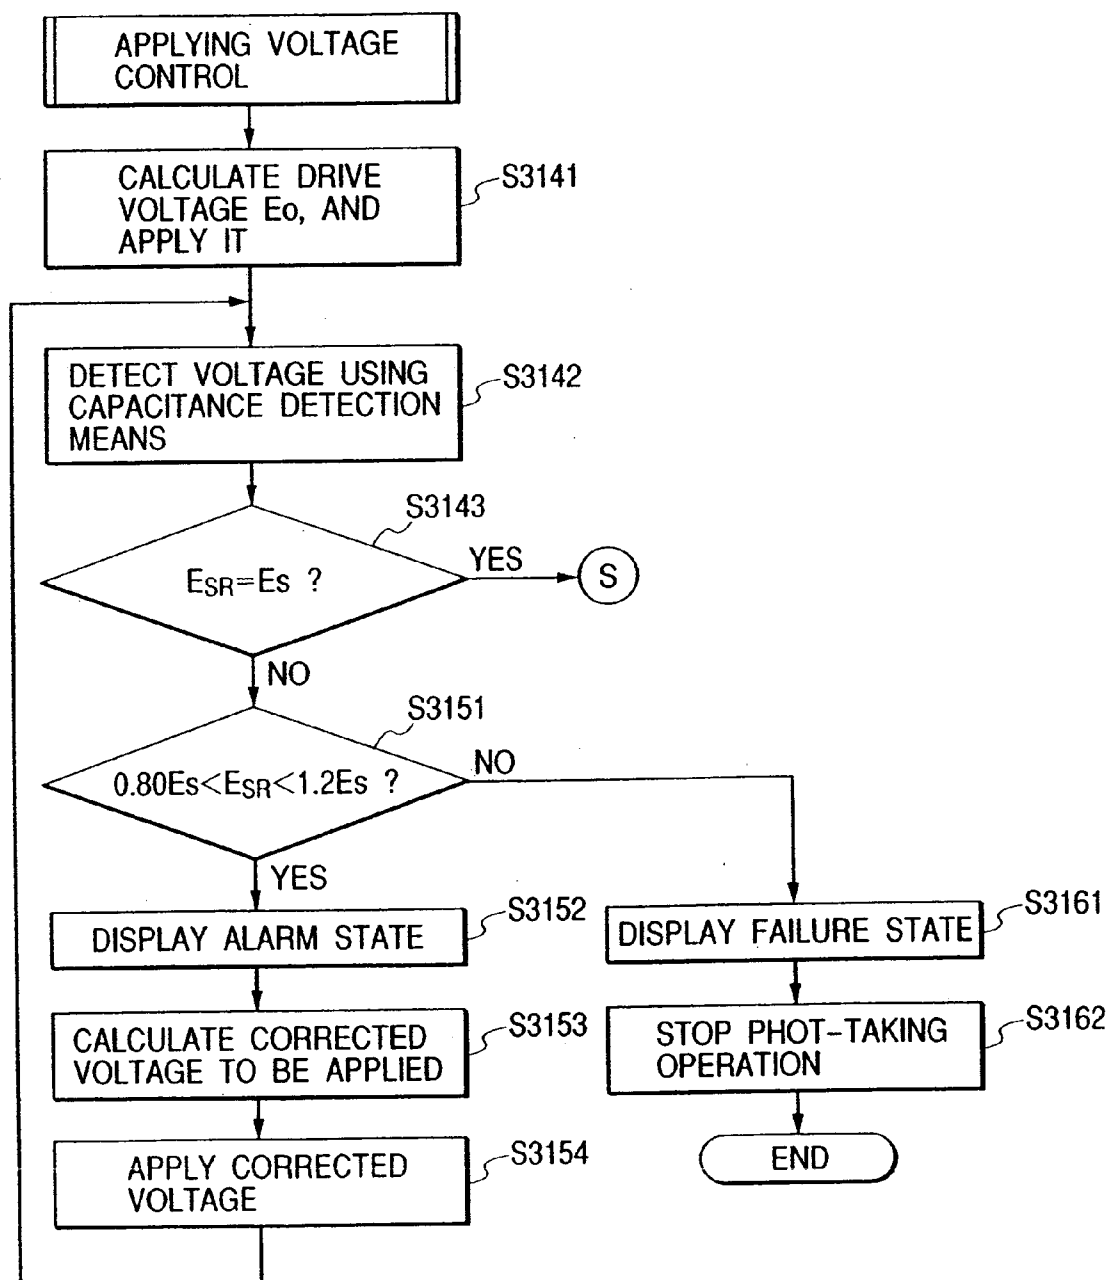 APPLYING VOLTAGE
CONTROL
CALCULATE DRIVE
VOLTAGE Eo, AND
APPLY IT
S3141
DETECT VOLTAGE USING
CAPACITANCE DETECTION
MEANS
S3142
S3143
ESR=Es ?
YES
S
NO
S3151
0.80Es<ESR<1.2Es ?
NO
YES
S3152
DISPLAY ALARM STATE
S3161
DISPLAY FAILURE STATE
S3153
CALCULATE CORRECTED
VOLTAGE TO BE APPLIED
S3162
STOP PHOT-TAKING
OPERATION
S3154
APPLY CORRECTED
VOLTAGE
END